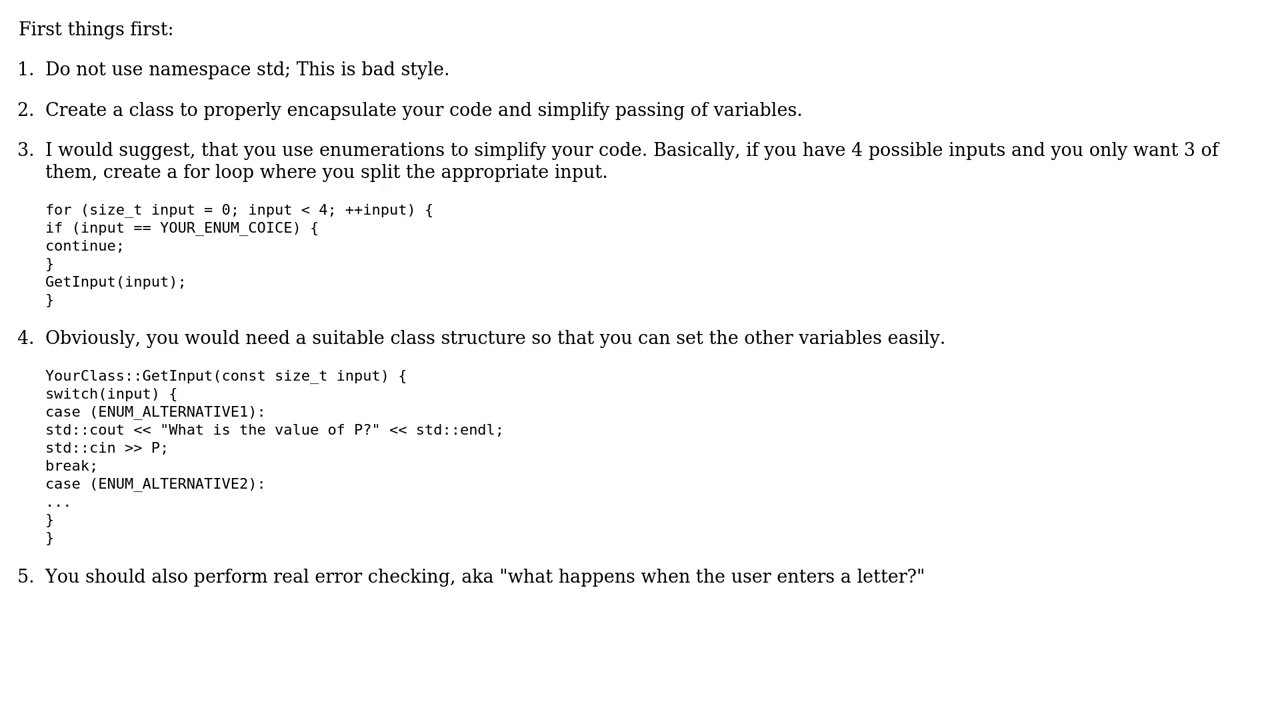 First things first:
1. Do not use namespace std; This is bad style.
2. Create a class to properly encapsulate your code and simplify passing of variables.
3. I would suggest, that you use enumerations to simplify your code. Basically, if you have 4 possible inputs and you only want 3 of
them, create a for loop where you split the appropriate input.
for (size_t input = 0; input < 4; ++input) {
if (input == YOUR_ENUM_COICE) {
continue;
}
GetInput(input);
}
4. Obviously, you would need a suitable class structure so that you can set the other variables easily.
YourClass::GetInput(const size_t input) {
switch(input) {
case (ENUM_ALTERNATIVE1):
std::cout << "What is the value of P?" << std::endl;
std::cin >> P;
break;
case (ENUM_ALTERNATIVE2):
...
}
}
5. You should also perform real error checking, aka "what happens when the user enters a letter?"